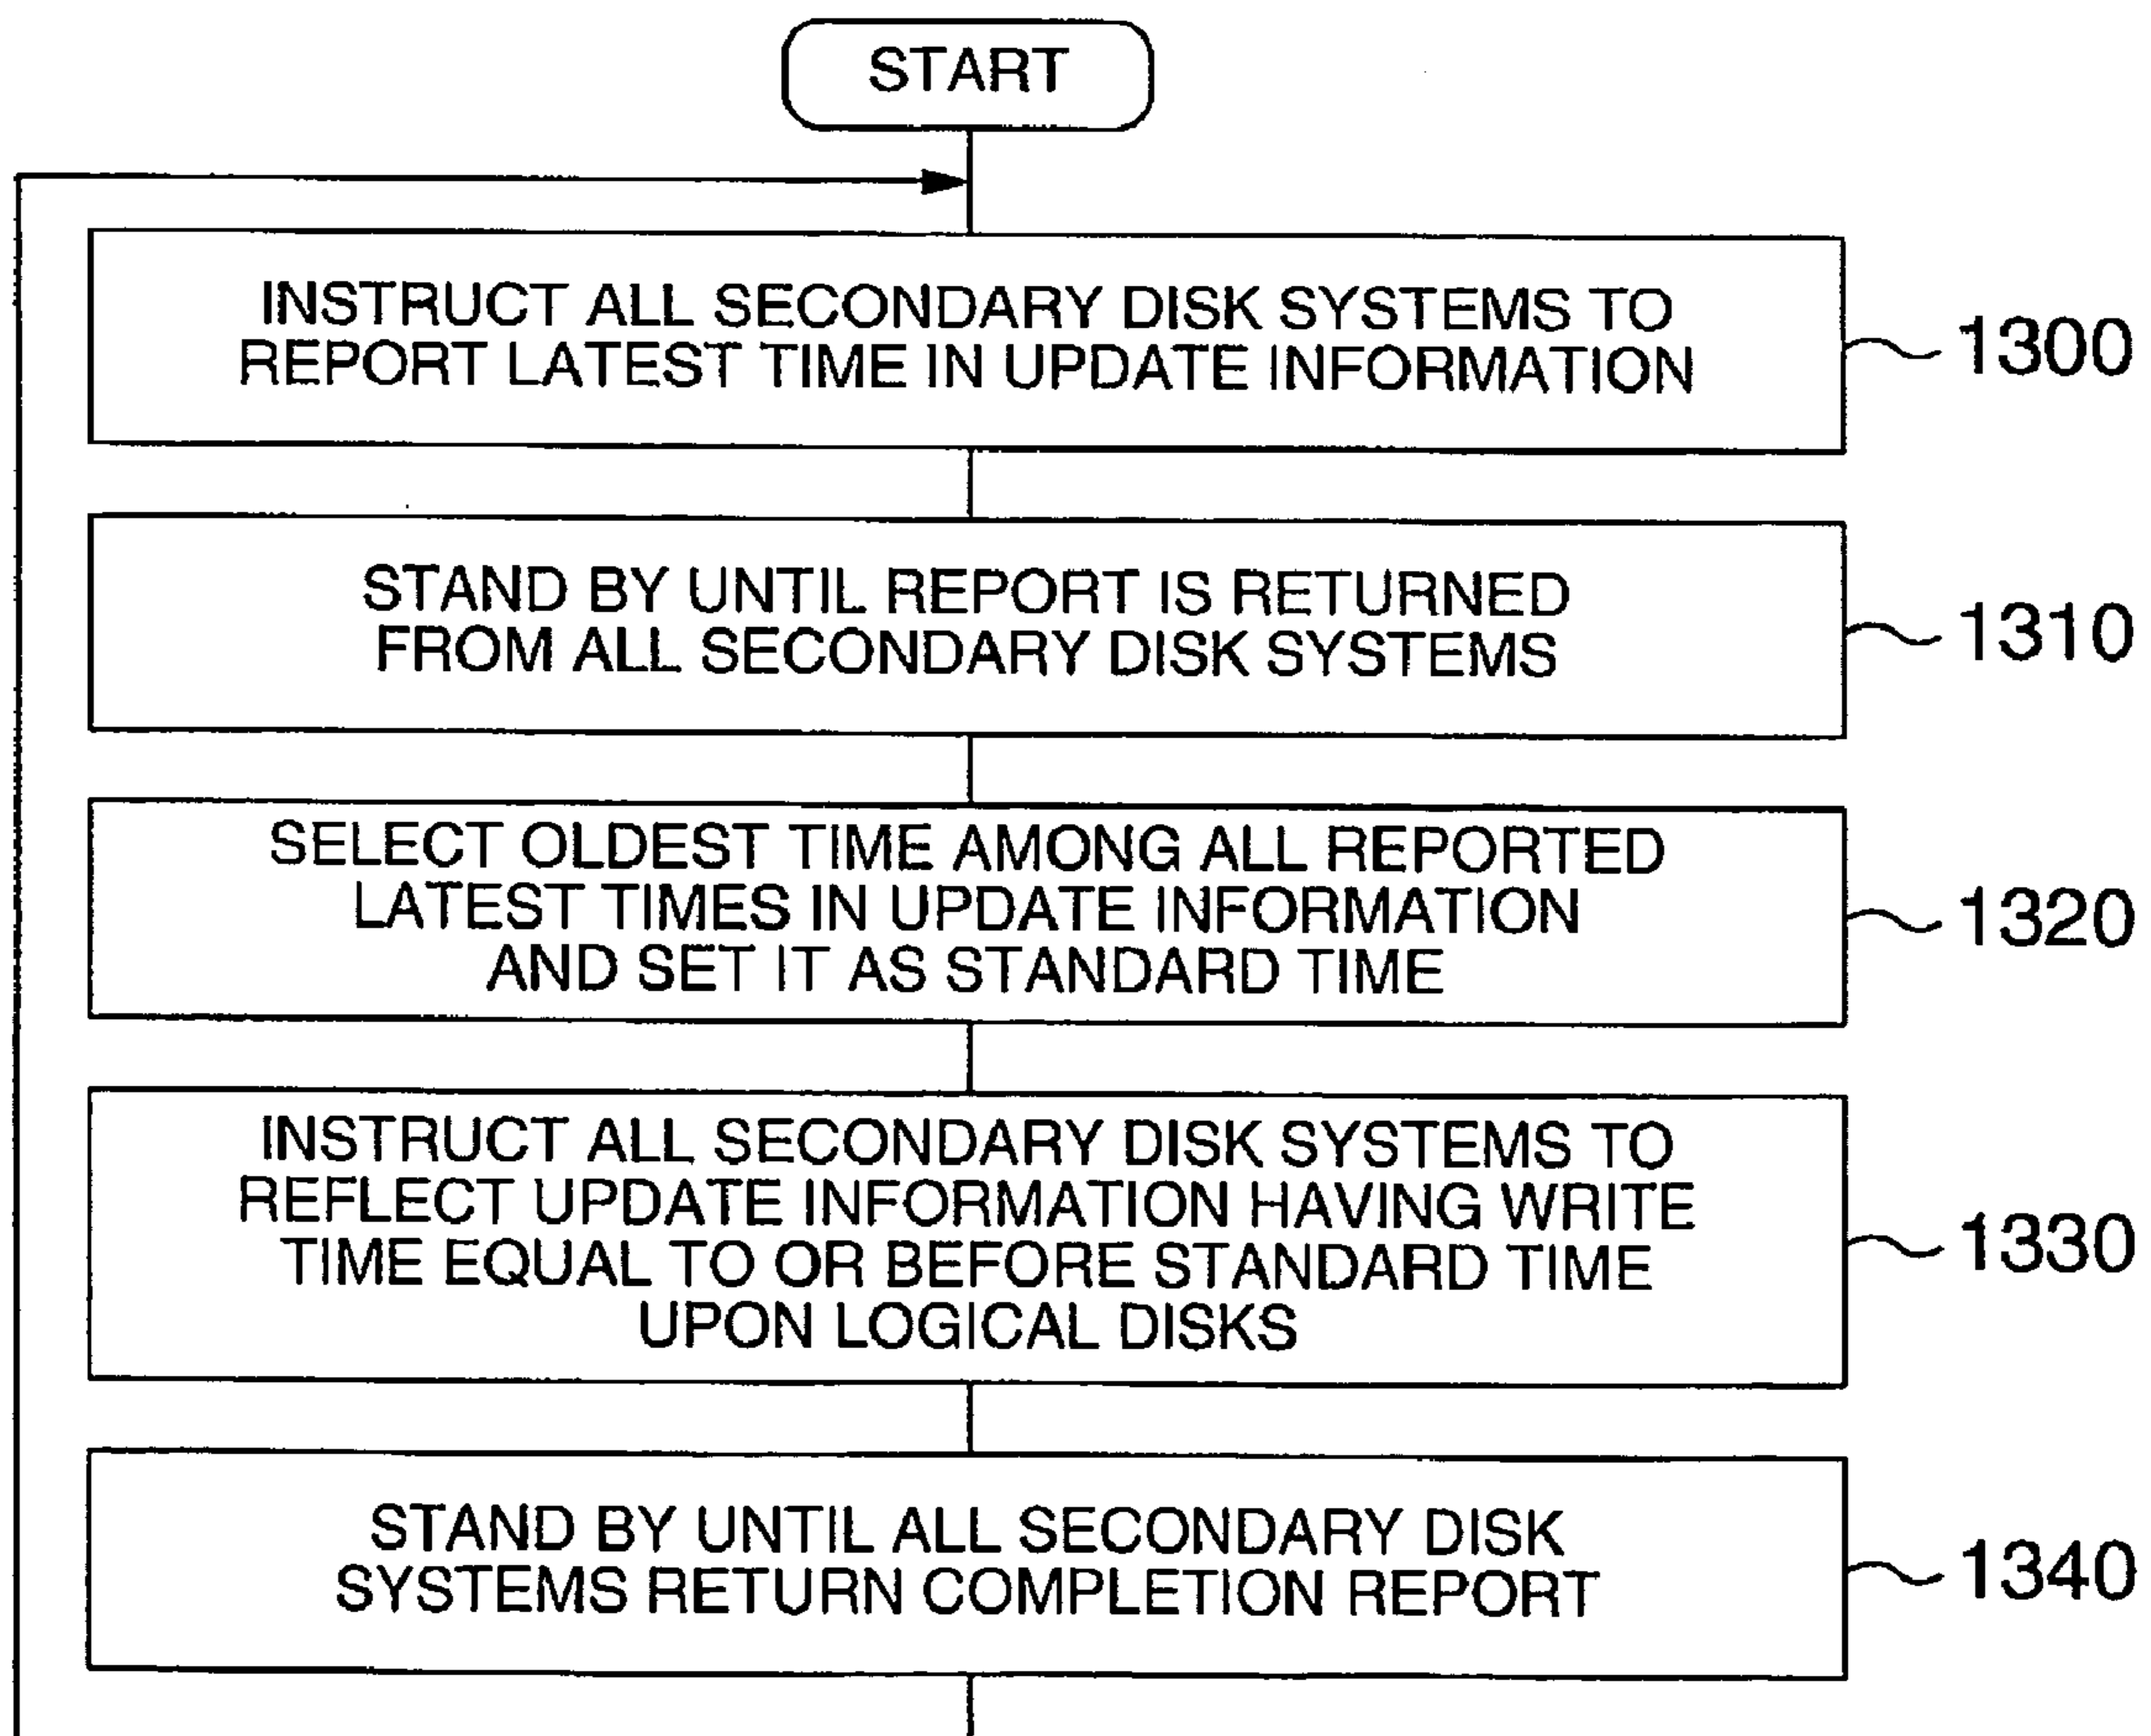 START
INSTRUCT ALL SECONDARY DISK SYSTEMS TO
REPORT LATEST TIME IN UPDATE INFORMATION
1300
STAND BY UNTIL REPORT IS RETURNED
FROM ALL SECONDARY DISK SYSTEMS
1310
SELECT OLDEST TIME AMONG ALL REPORTED
LATEST TIMES IN UPDATE INFORMATION
AND SET IT AS STANDARD TIME
1320
INSTRUCT ALL SECONDARY DISK SYSTEMS TO
REFLECT UPDATE INFORMATION HAVING WRITE
TIME EQUAL TO OR BEFORE STANDARD TIME
UPON LOGICAL DISKS
1330
STAND BY UNTIL ALL SECONDARY DISK
SYSTEMS RETURN COMPLETION REPORT
1340